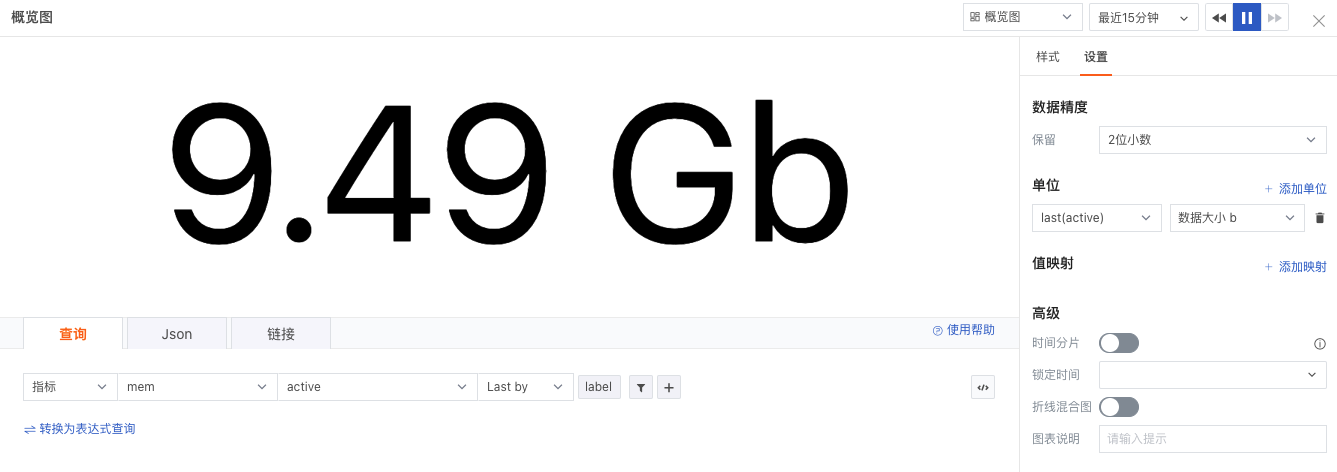 概览图
概览图
最近15分钟
9.49 Gb
样式
设置
数据精度
保留
2位小数
单位
+ 添加单位
last(active)
数据大小 b
值映射
+ 添加映射
高级
时间分片
锁定时间
折线混合图
图表说明
请输入提示
查询
Json
链接
使用帮助
指标
mem
active
Last by
label
转换为表达式查询